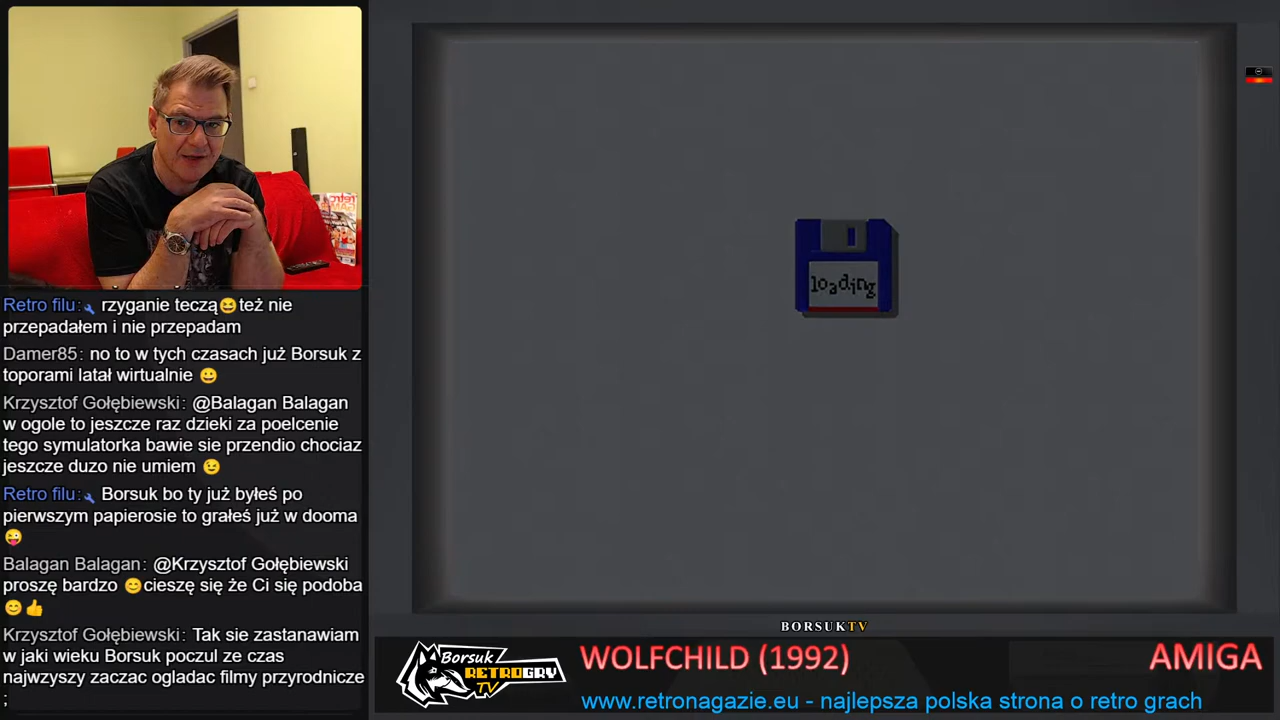 Retro filu: rzyganie teczą😆też nie
przepadałem i nie przepadam
Damer85: no to w tych czasach już Borsuk z
toporami latał wirtualnie 😀
Krzysztof Gołębiewski: @Balagan Balagan
w ogole to jeszcze raz dzieki za poelcenie
tego symulatorka bawie sie przendio chociaz
jeszcze duzo nie umiem 😉
Retro filu: Borsuk bo ty już byłeś po
pierwszym papierosie to grałeś już w dooma
😜
Balagan Balagan: @Krzysztof Gołębiewski
proszę bardzo 😊cieszę się że Ci się podoba
😊👍
Krzysztof Gołębiewski: Tak sie zastanawiam
w jaki wieku Borsuk poczul ze czas
najwzyszy zaczac ogladac filmy przyrodnicze
;
loading
BORSUKTV
Borsuk
RETROGRY
TV
WOLFCHILD (1992)
AMIGA
www.retronagazie.eu - najlepsza polska strona o retro grach